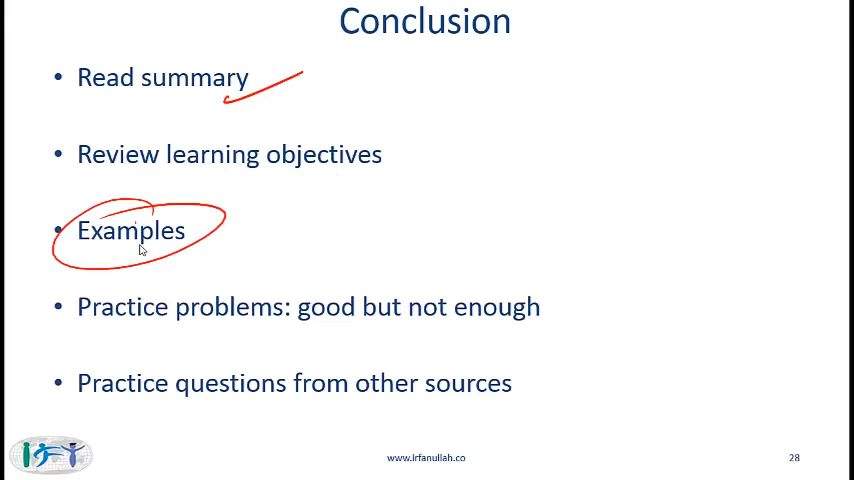 Conclusion
• Read summary
• Review learning objectives
• Examples
• Practice problems: good but not enough
• Practice questions from other sources
IFT
www.irfanullah.co
28